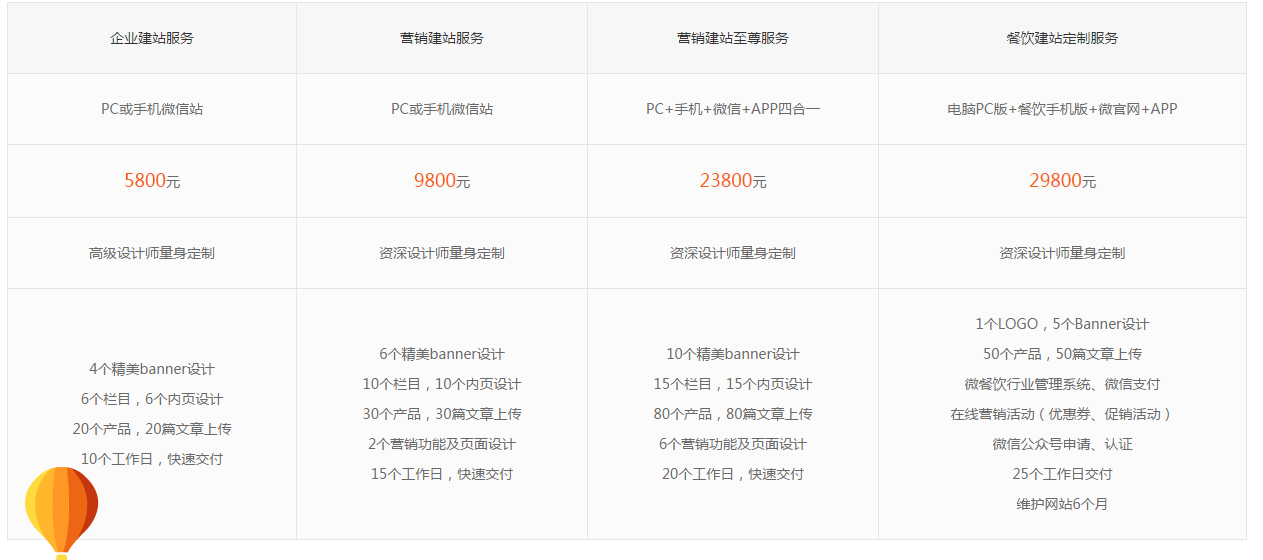 企业建站服务
营销建站服务
营销建站至尊服务
餐饮建站定制服务
PC或手机微信站
PC或手机微信站
PC+手机+微信+APP四合一
电脑PC版+餐饮手机版+微官网+APP
5800元
9800元
23800元
29800元
高级设计师量身定制
资深设计师量身定制
资深设计师量身定制
资深设计师量身定制
4个精美banner设计
6个栏目，6个内页设计
20个产品，20篇文章上传
10个工作日，快速交付
6个精美banner设计
10个栏目，10个内页设计
30个产品，30篇文章上传
2个营销功能及页面设计
15个工作日，快速交付
10个精美banner设计
15个栏目，15个内页设计
80个产品，80篇文章上传
6个营销功能及页面设计
20个工作日，快速交付
1个LOGO，5个Banner设计
50个产品，50篇文章上传
微餐饮行业管理系统、微信支付
在线营销活动（优惠券、促销活动）
微信公众号申请、认证
25个工作日交付
维护网站6个月